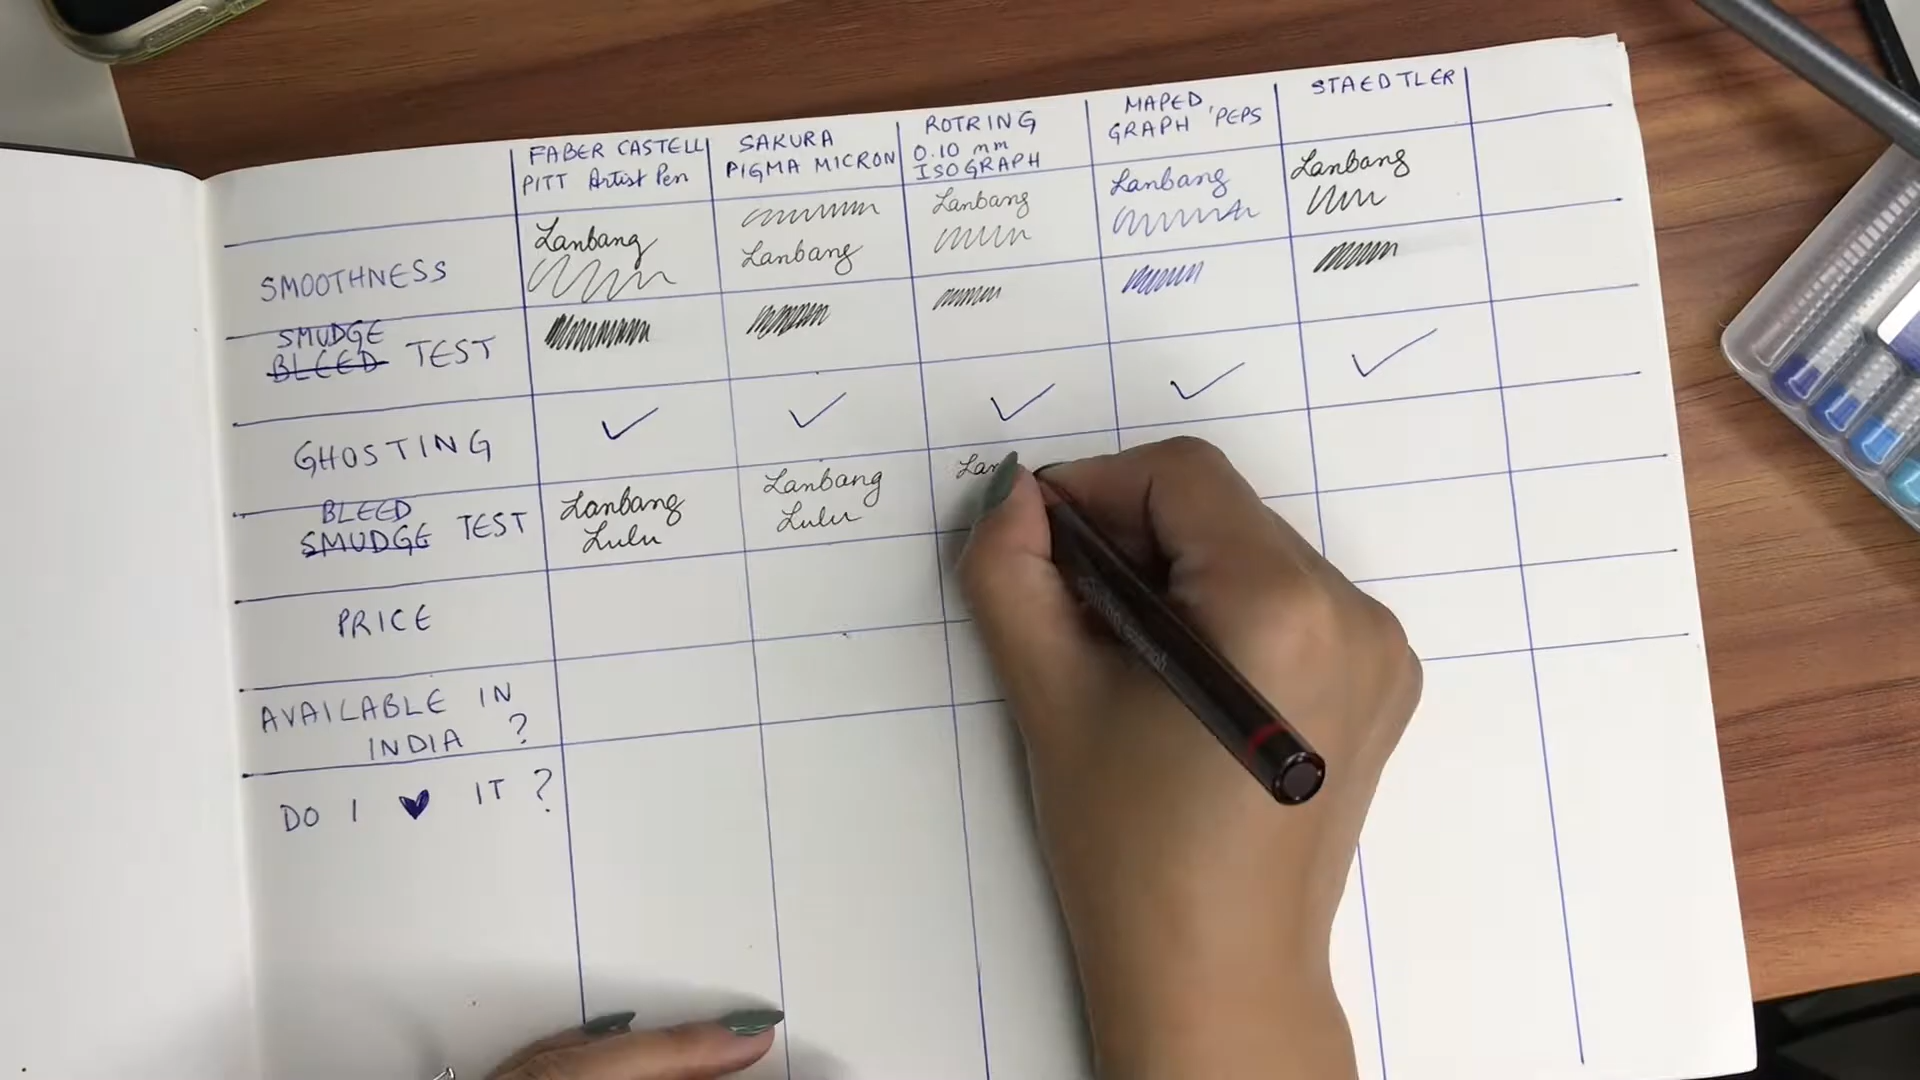 FABER CASTELL
PITT Artist Pen
SAKURA
PIGMA MICRON
ROTRING
0.10 mm
ISOGRAPH
MAPED
GRAPH 'PEPS
STAEDTLER
SMOOTHNESS
Lanbang
Lanbang
Lanbang
Lanbang
Lanbang
SMUDGE
BLEED TEST
GHOSTING
BLEED
SMUDGE TEST
Lanbang
Lulu
Lanbang
Lulu
Lan
PRICE
AVAILABLE IN
INDIA ?
DO I ♥ IT ?